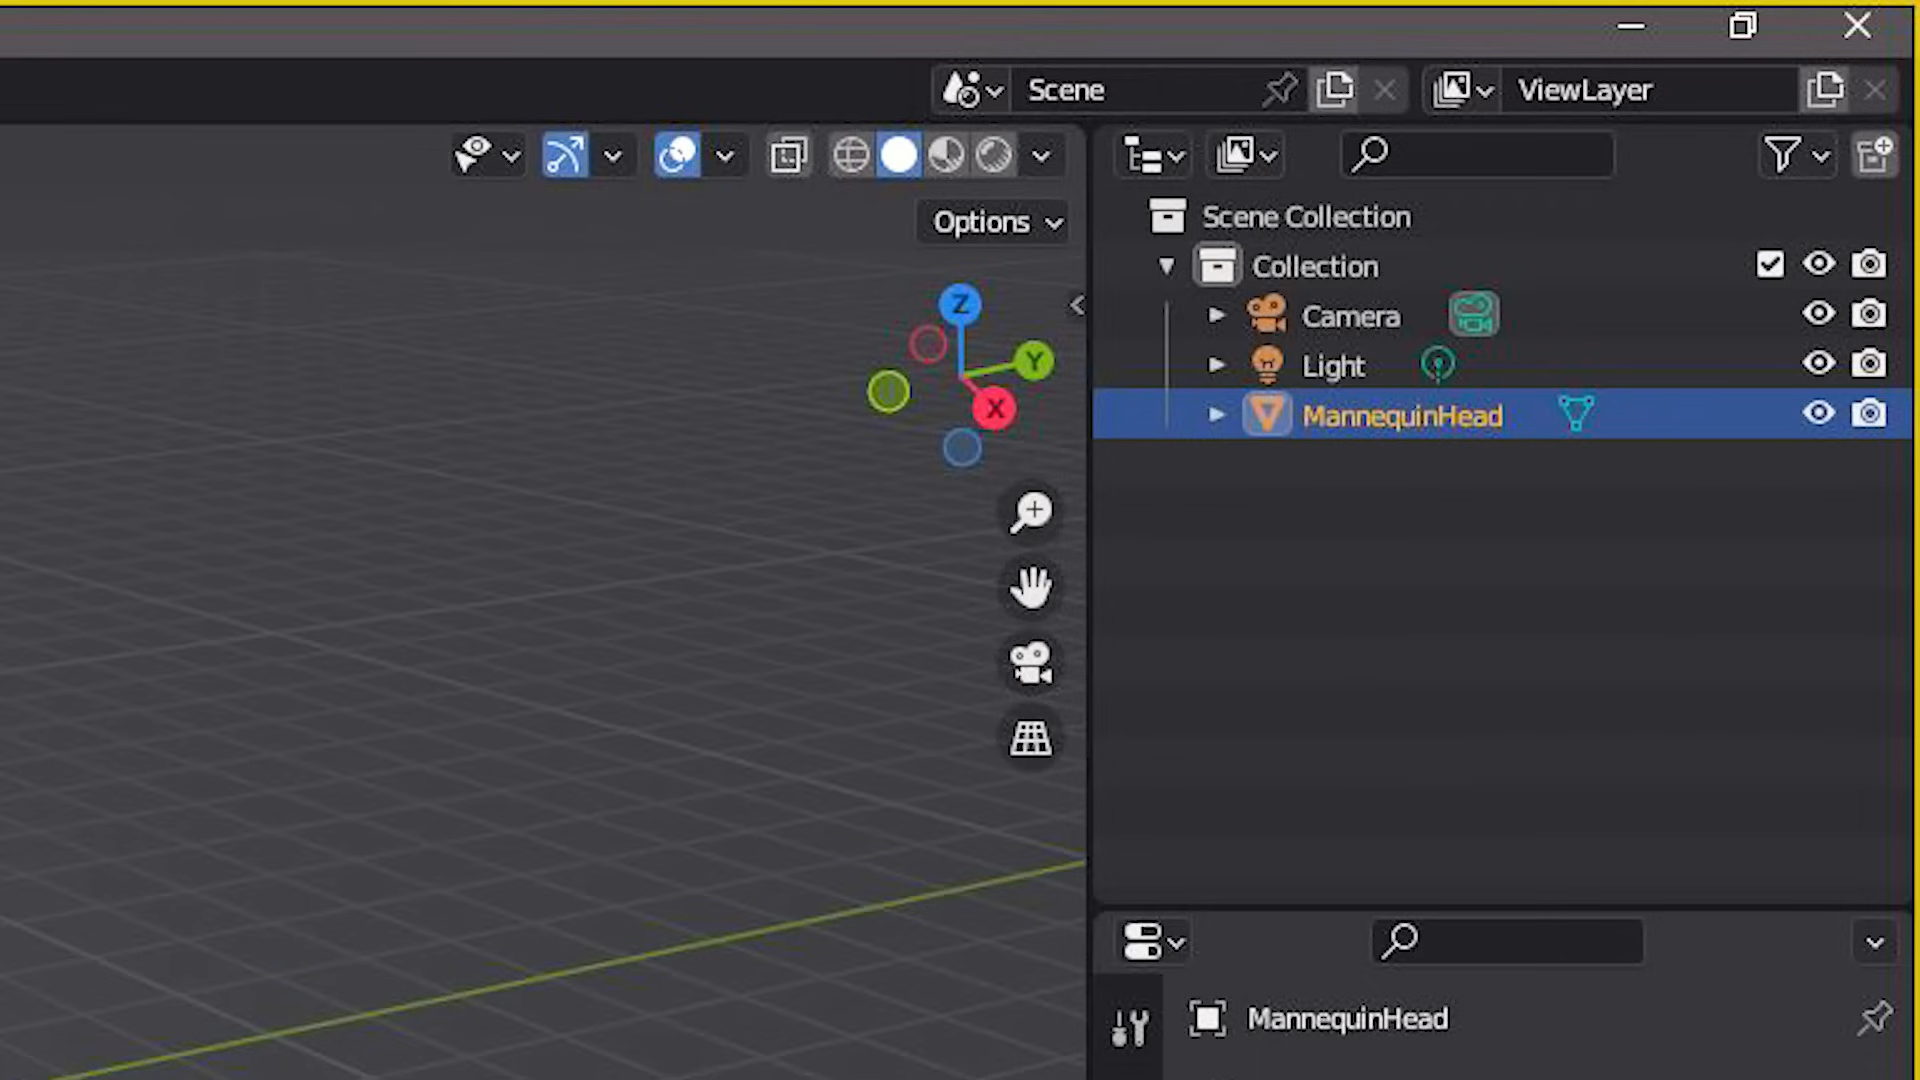 Scene
ViewLayer
Options
Scene Collection
Collection
Camera
Light
MannequinHead
Z
Y
X
MannequinHead